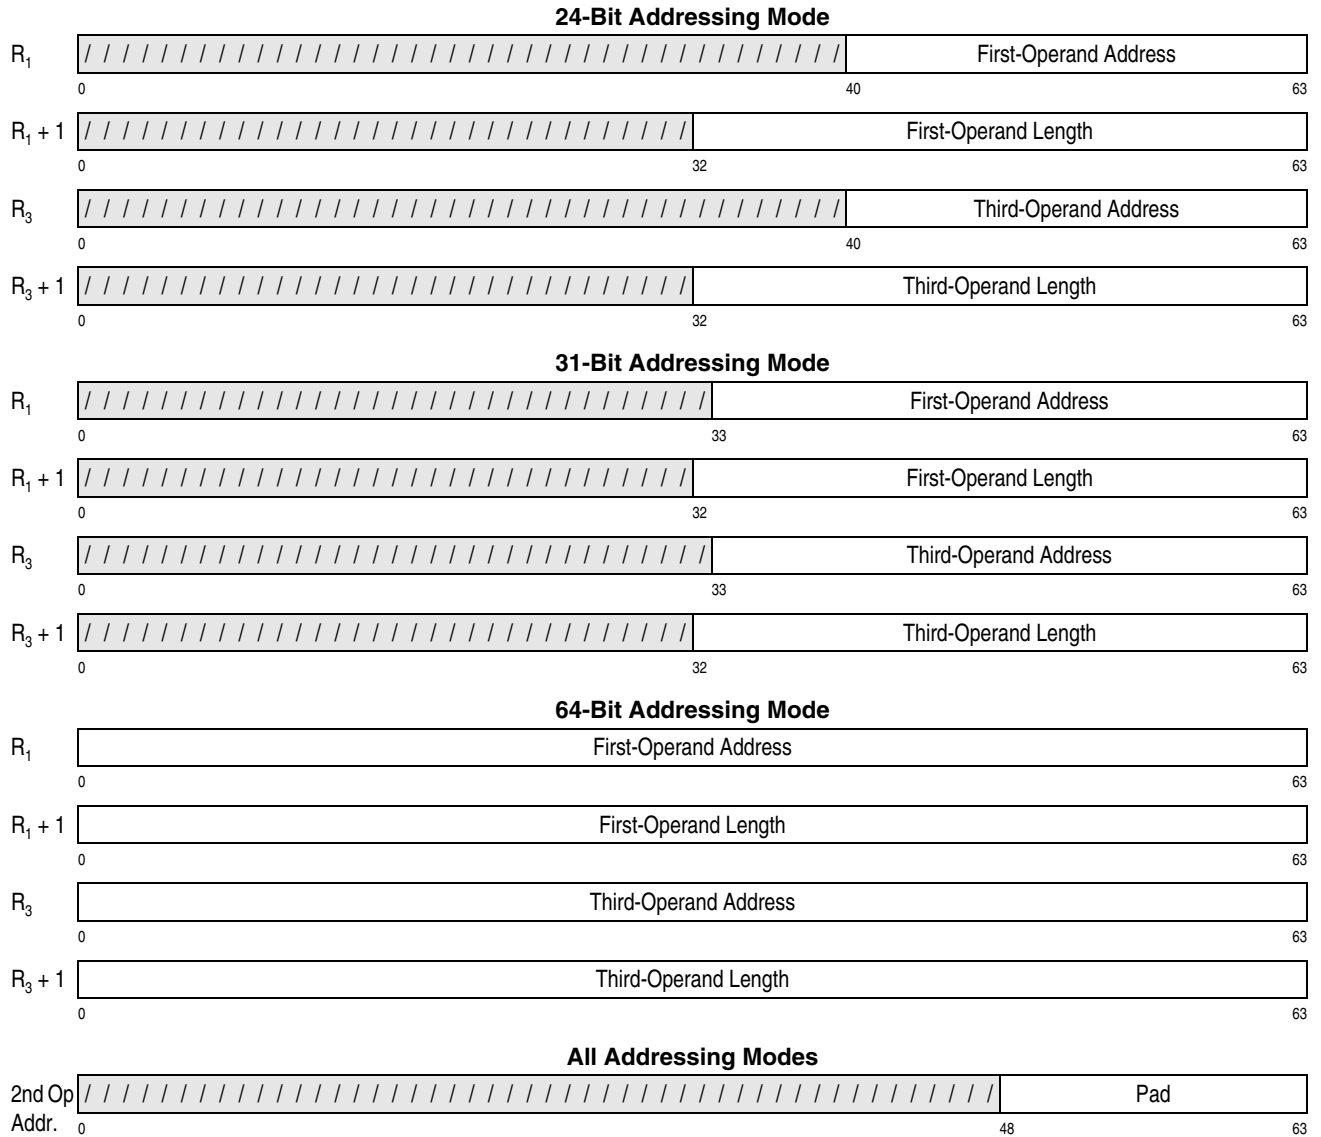 24-Bit Addressing Mode
R₁ / / / / / / / / / / / / / / / / / / / / / / / / / / / / / / / / / / / / / / / / First-Operand Address
0 40 63
R₁ + 1 / / / / / / / / / / / / / / / / / / / / / / / / / / / / / / / / First-Operand Length
0 32 63
R₃ / / / / / / / / / / / / / / / / / / / / / / / / / / / / / / / / / / / / / / / / Third-Operand Address
0 40 63
R₃ + 1 / / / / / / / / / / / / / / / / / / / / / / / / / / / / / / / / Third-Operand Length
0 32 63
31-Bit Addressing Mode
R₁ / / / / / / / / / / / / / / / / / / / / / / / / / / / / / / / / / First-Operand Address
0 33 63
R₁ + 1 / / / / / / / / / / / / / / / / / / / / / / / / / / / / / / / / First-Operand Length
0 32 63
R₃ / / / / / / / / / / / / / / / / / / / / / / / / / / / / / / / / / Third-Operand Address
0 33 63
R₃ + 1 / / / / / / / / / / / / / / / / / / / / / / / / / / / / / / / / Third-Operand Length
0 32 63
64-Bit Addressing Mode
R₁ First-Operand Address
0 63
R₁ + 1 First-Operand Length
0 63
R₃ Third-Operand Address
0 63
R₃ + 1 Third-Operand Length
0 63
All Addressing Modes
2nd Op / / / / / / / / / / / / / / / / / / / / / / / / / / / / / / / / / / / / / / / / / / / / / / / / Pad
Addr. 0 48 63